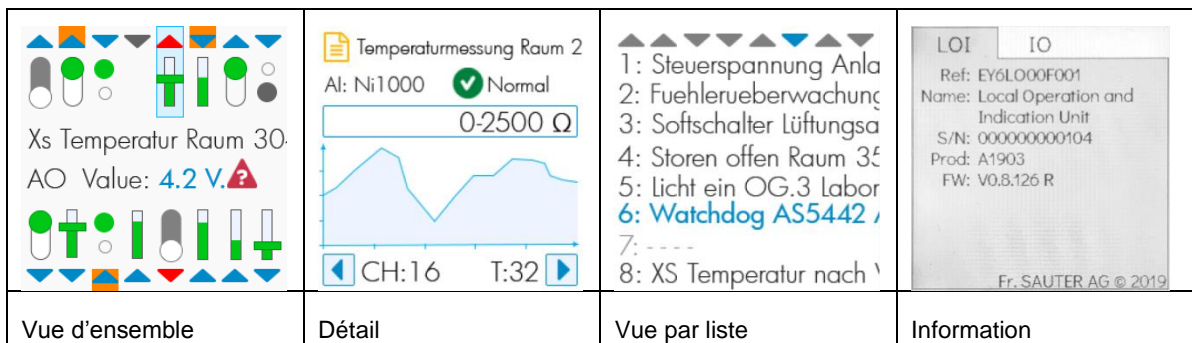 Xs Temperatur Raum 30-
AO Value: 4.2 V.
?
Vue d'ensemble
Temperaturmessung Raum 2
AI: Ni1000
Normal
0-2500 Ω
CH:16
T:32
Détail
1: Steuerspannung Anla
2: Fuehlerueberwachung
3: Softschalter Lüftungsa
4: Storen offen Raum 35
5: Licht ein OG.3 Labor
6: Watchdog AS5442 A
7: - - - -
8: XS Temperatur nach V
Vue par liste
LOI
IO
Ref: EY6LO00F001
Name: Local Operation and
Indication Unit
S/N: 000000000104
Prod: A1903
FW: V0.8.126 R
Fr. SAUTER AG © 2019
Information